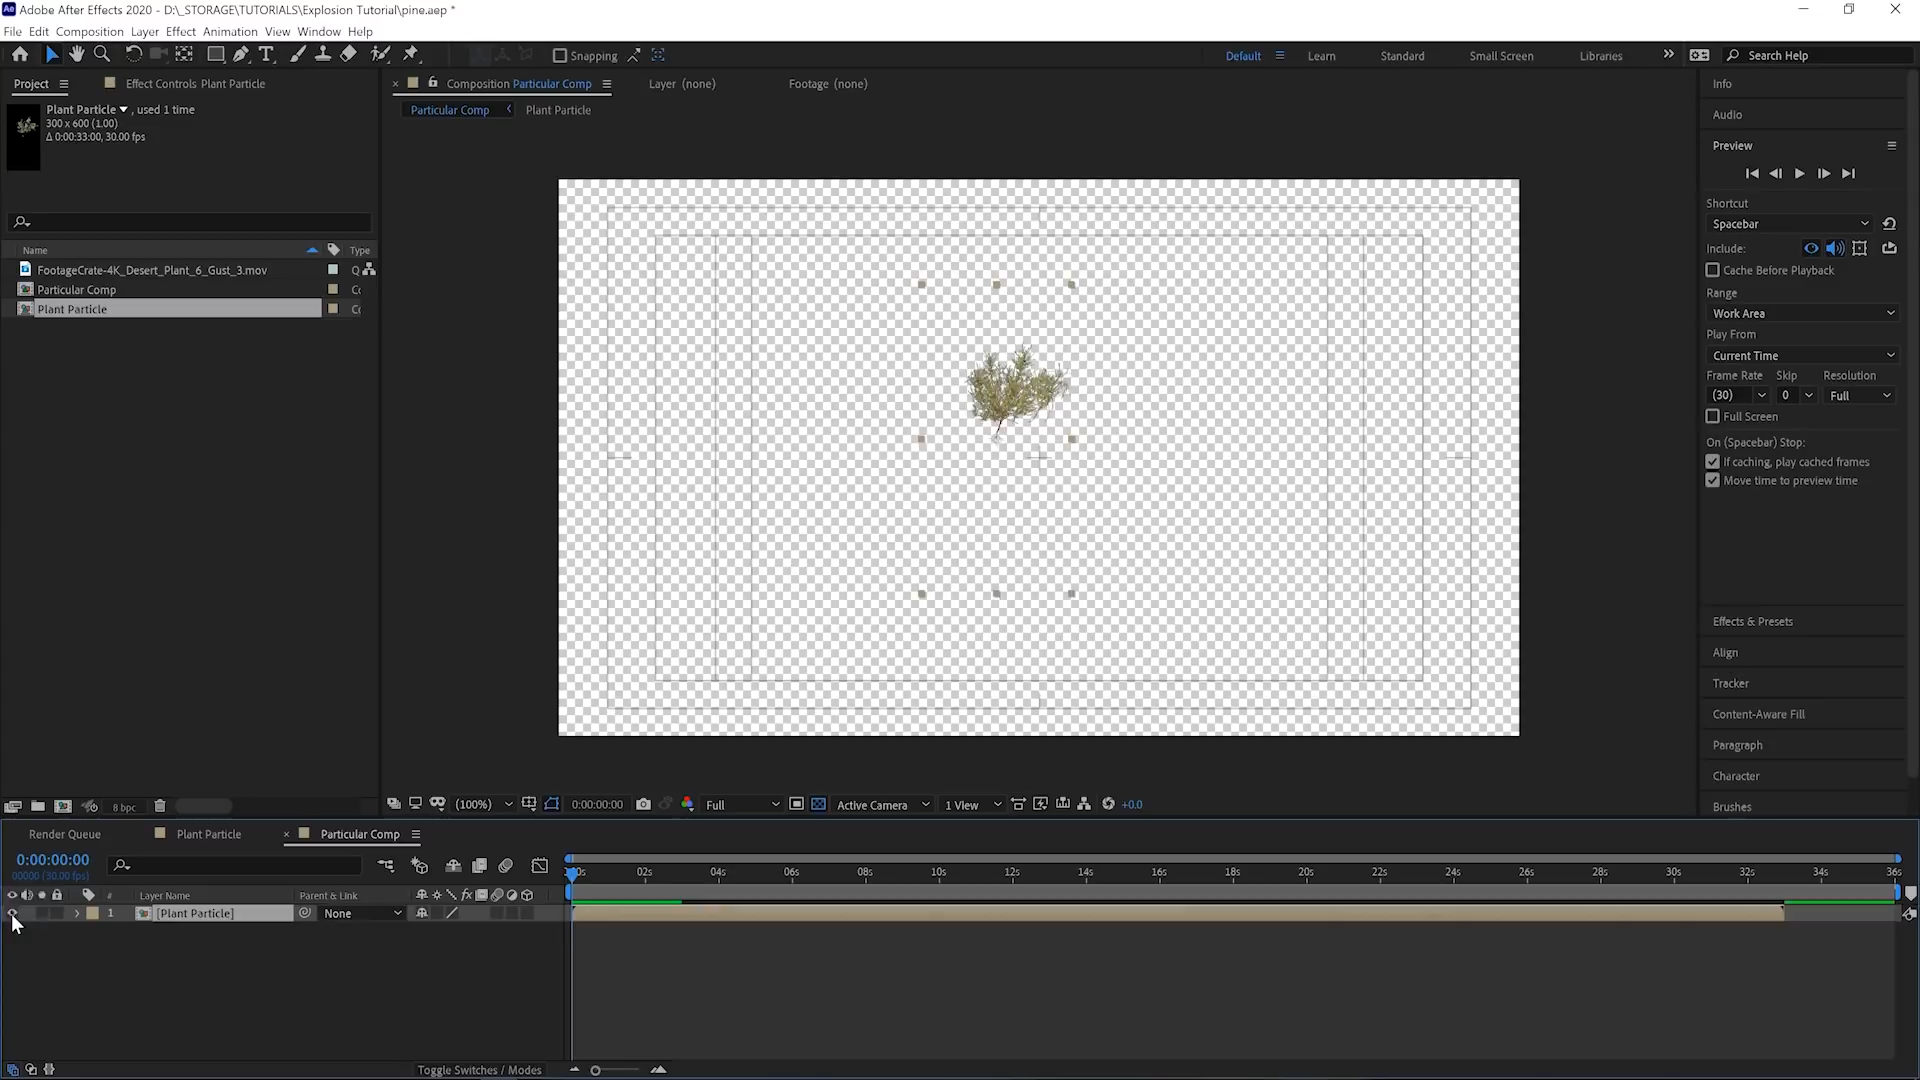 Adobe After Effects 2020 - D:\_STORAGE\TUTORIALS\Explosion Tutorial\pine.aep *
File Edit Composition Layer Effect Animation View Window Help
Snapping
Default Learn Standard Small Screen Libraries Search Help
Project Effect Controls Plant Particle
Composition Particular Comp Layer (none) Footage (none)
Particular Comp Plant Particle
Plant Particle , used 1 time
300 x 600 (1.00)
Δ 0:00:33:00, 30.00 fps
Name Type
FootageCrate-4K_Desert_Plant_6_Gust_3.mov
Particular Comp
Plant Particle
Info
Audio
Preview
Shortcut
Spacebar
Include:
Cache Before Playback
Range
Work Area
Play From
Current Time
Frame Rate Skip Resolution
(30) 0 Full
Full Screen
On (Spacebar) Stop:
If caching, play cached frames
Move time to preview time
Effects & Presets
Align
Tracker
Content-Aware Fill
Paragraph
Character
Brushes
8 bpc
(100%) 0:00:00:00 Full Active Camera 1 View +0.0
Render Queue Plant Particle Particular Comp
0:00:00:00
00000 (30.00 fps)
02s 04s 06s 08s 10s 12s 14s 16s 18s 20s 22s 24s 26s 28s 30s 32s 34s 36s
# Layer Name Parent & Link
1 [Plant Particle] None
Toggle Switches / Modes